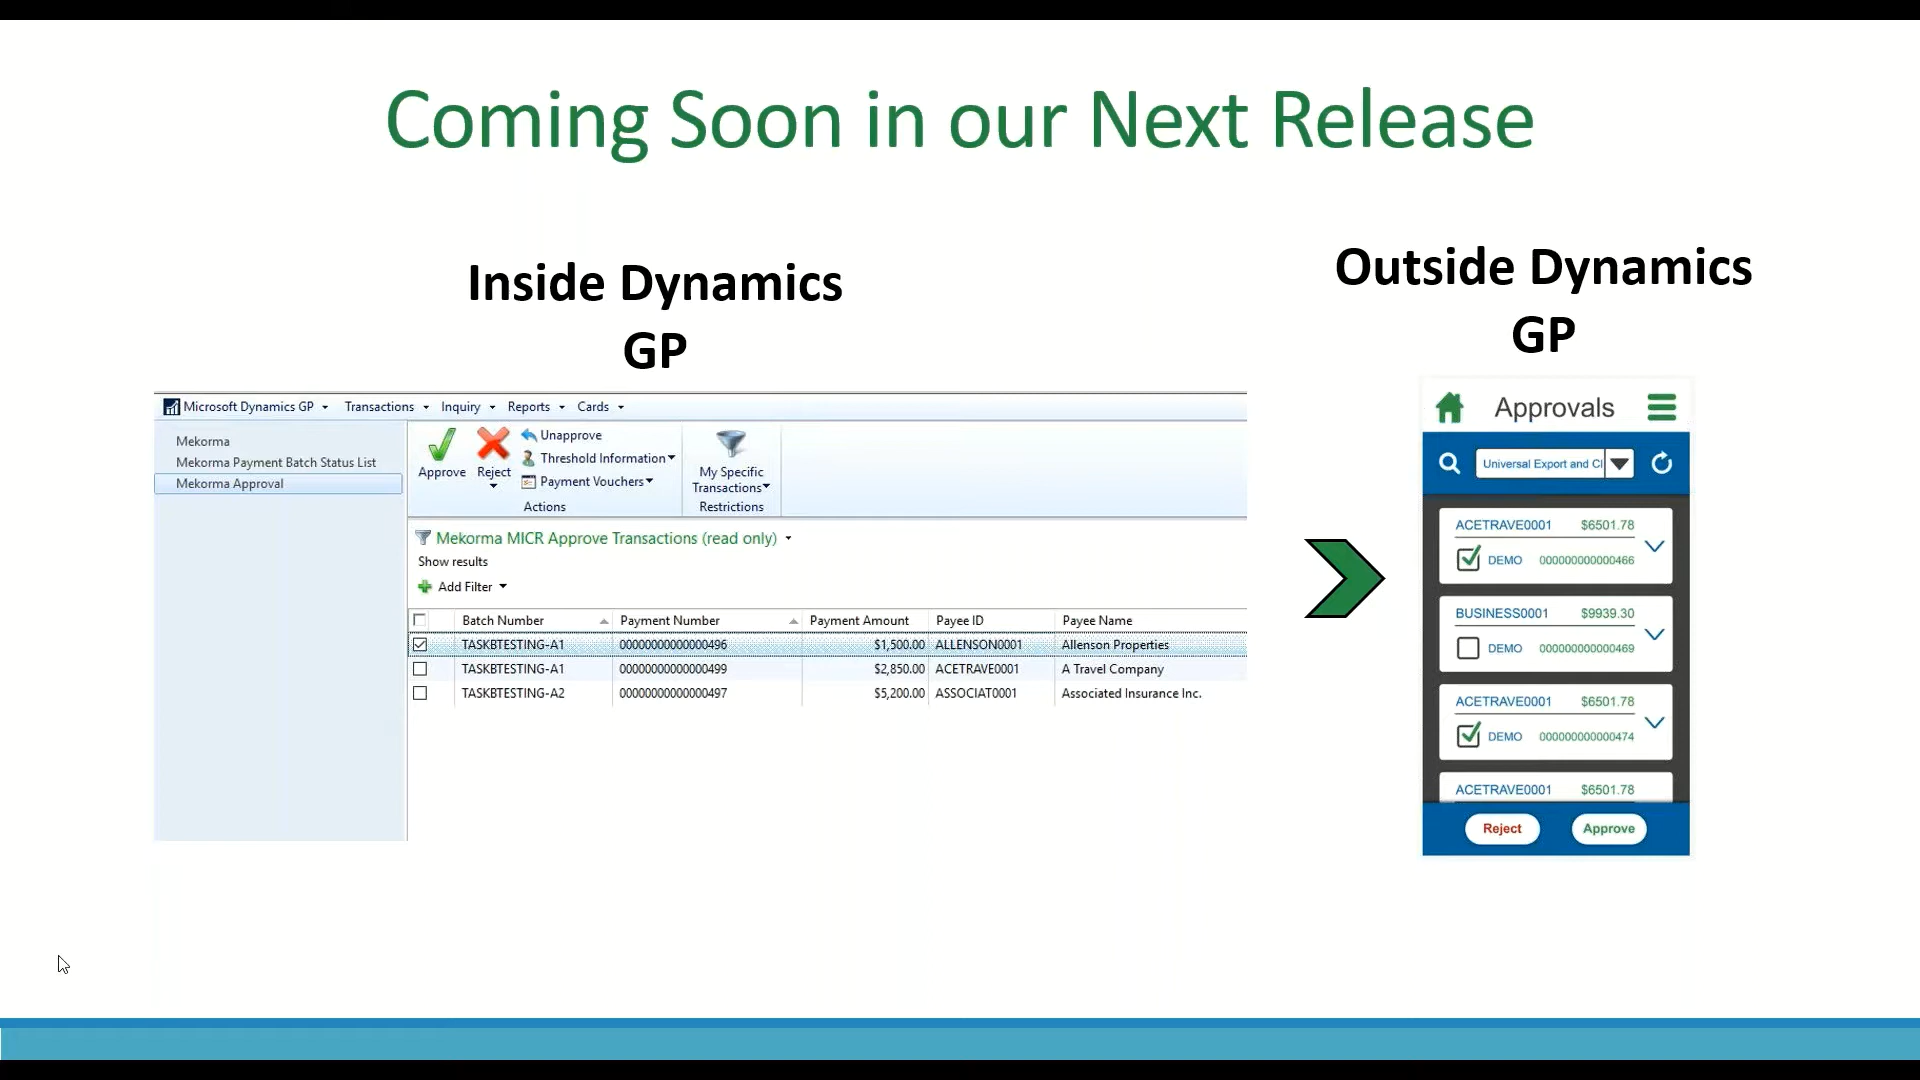 Coming Soon in our Next Release
Inside Dynamics
GP
Outside Dynamics
GP
Microsoft Dynamics GP Transactions Inquiry Reports Cards
Mekorma
Mekorma Payment Batch Status List
Mekorma Approval
Approve
Reject
Unapprove
Threshold Information
Payment Vouchers
Actions
My Specific
Transactions
Restrictions
Mekorma MICR Approve Transactions (read only)
Show results
Add Filter
Batch Number Payment Number Payment Amount Payee ID Payee Name
TASKBTESTING-A1 00000000000000496 $1,500.00 ALLENSON0001 Allenson Properties
TASKBTESTING-A1 00000000000000499 $2,850.00 ACETRAVE0001 A Travel Company
TASKBTESTING-A2 00000000000000497 $5,200.00 ASSOCIAT0001 Associated Insurance Inc.
Approvals
Universal Export and Cl
ACETRAVE0001 $6501.78
DEMO 000000000000466
BUSINESS0001 $9939.30
DEMO 000000000000469
ACETRAVE0001 $6501.78
DEMO 000000000000474
ACETRAVE0001 $6501.78
Reject Approve